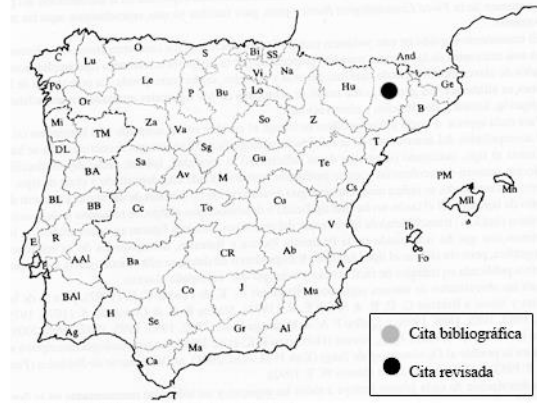 And
C Lu O S Bi SS
Le Vi Na Hu Ge
Po Or P Bu Lo B
Mi Za Va So Z T
TM
DL Sg
Sa Av M Gu Te
BA Cs PM Mh
BL BB Cc To Cu Mil
V Ib
E R CR Ab Fo
AAl Ba A
BAl Co J Mu
H Se
Ag Gr Al
Ma
Ca
Cita bibliográfica
Cita revisada